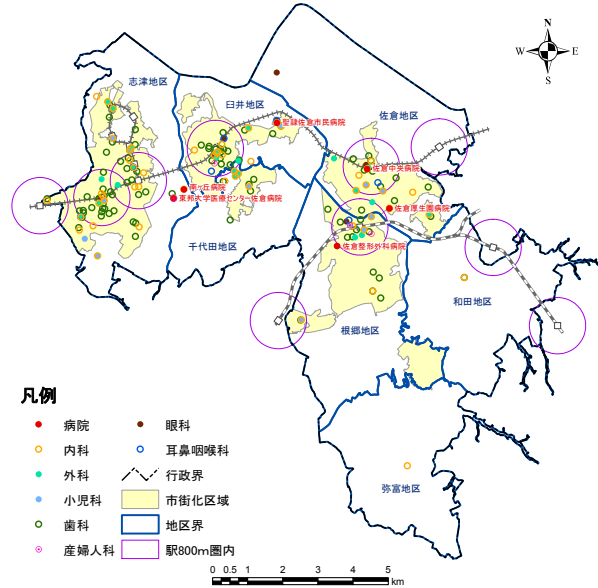 N
W E
S
志津地区
臼井地区
佐倉地区
聖隷佐倉市民病院
佐倉中央病院
南ヶ丘病院
東邦大学医療センター佐倉病院
佐倉厚生園病院
佐倉整形外科病院
千代田地区
和田地区
根郷地区
弥富地区
凡例
病院 眼科
内科 耳鼻咽喉科
外科 行政界
小児科 市街化区域
歯科 地区界
産婦人科 駅800m圏内
0 0.5 1 2 3 4 5
km